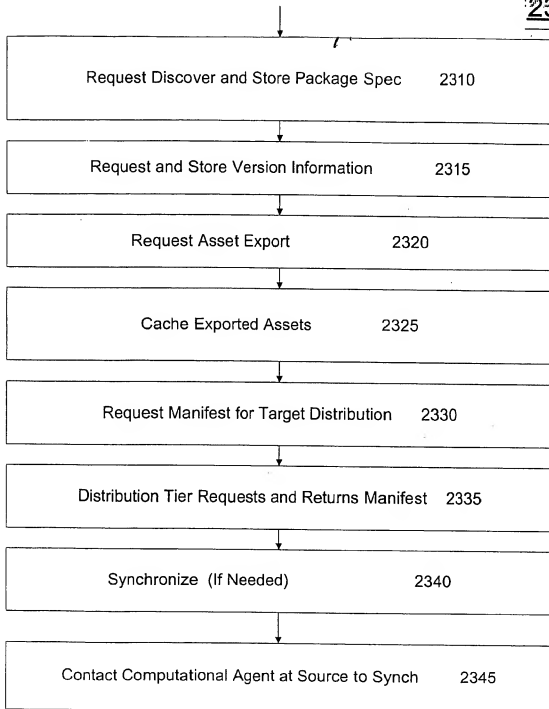 Request Discover and Store Package Spec 2310
Request and Store Version Information 2315
Request Asset Export 2320
Cache Exported Assets 2325
Request Manifest for Target Distribution 2330
Distribution Tier Requests and Returns Manifest 2335
Synchronize (If Needed) 2340
Contact Computational Agent at Source to Synch 2345